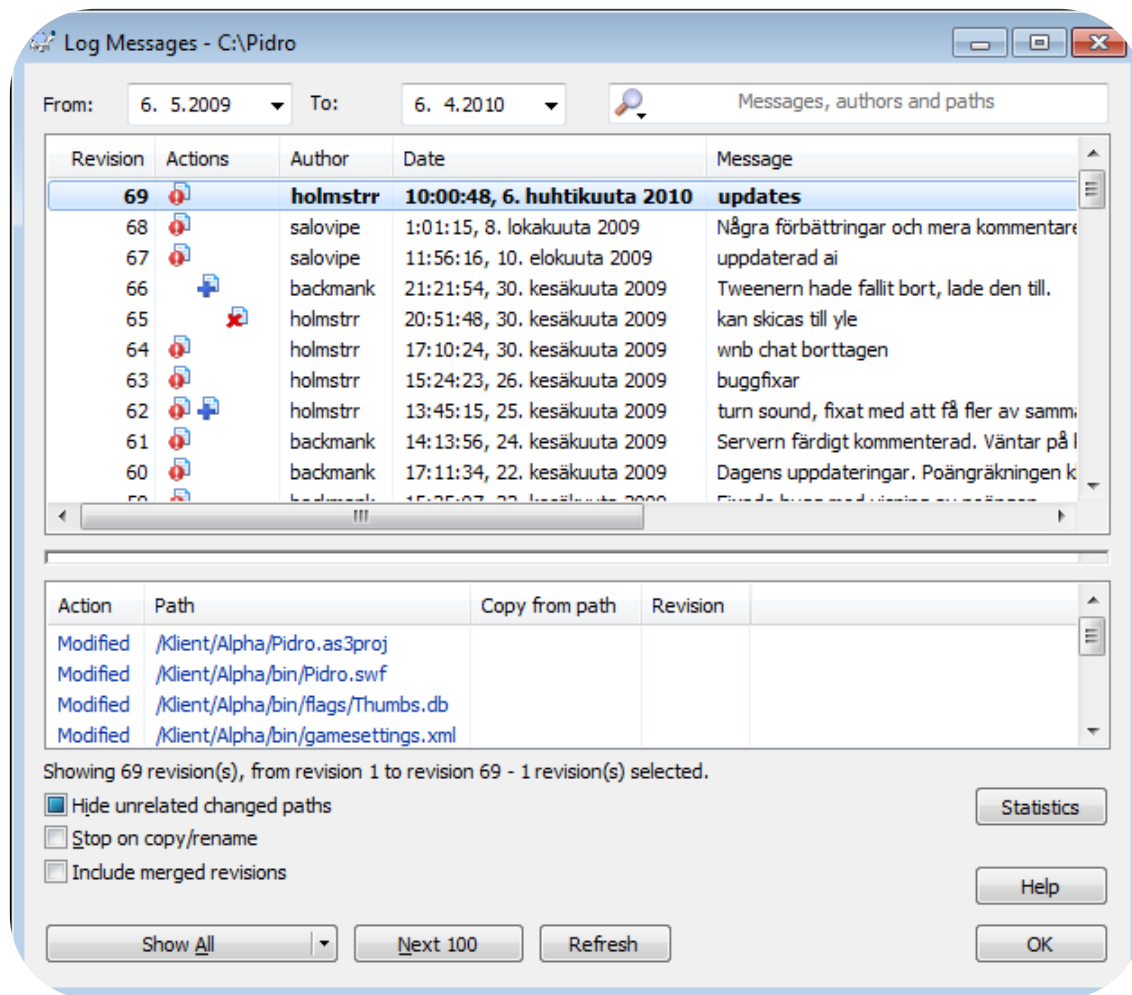 Log Messages - C:\Pidro
From: 6. 5.2009 To: 6. 4.2010 Messages, authors and paths
Revision Actions Author Date Message
69 holmstrr 10:00:48, 6. huhtikuuta 2010 updates
68 salovipe 1:01:15, 8. lokakuuta 2009 Några förbättringar och mera kommentare
67 salovipe 11:56:16, 10. elokuuta 2009 uppdaterad ai
66 backmank 21:21:54, 30. kesäkuuta 2009 Tweenern hade fallit bort, lade den till.
65 holmstrr 20:51:48, 30. kesäkuuta 2009 kan skicas till yle
64 holmstrr 17:10:24, 30. kesäkuuta 2009 wnb chat borttagen
63 holmstrr 15:24:23, 26. kesäkuuta 2009 buggfixar
62 holmstrr 13:45:15, 25. kesäkuuta 2009 turn sound, fixat med att få fler av samma
61 backmank 14:13:56, 24. kesäkuuta 2009 Servern färdigt kommenterad. Väntar på
60 backmank 17:11:34, 22. kesäkuuta 2009 Dagens uppdateringar. Poängräkningen
Action Path Copy from path Revision
Modified /Klient/Alpha/Pidro.as3proj
Modified /Klient/Alpha/bin/Pidro.swf
Modified /Klient/Alpha/bin/flags/Thumbs.db
Modified /Klient/Alpha/bin/gamesettings.xml
Showing 69 revision(s), from revision 1 to revision 69 - 1 revision(s) selected.
Hide unrelated changed paths
Statistics
Stop on copy/rename
Include merged revisions
Help
Show All Next 100 Refresh OK